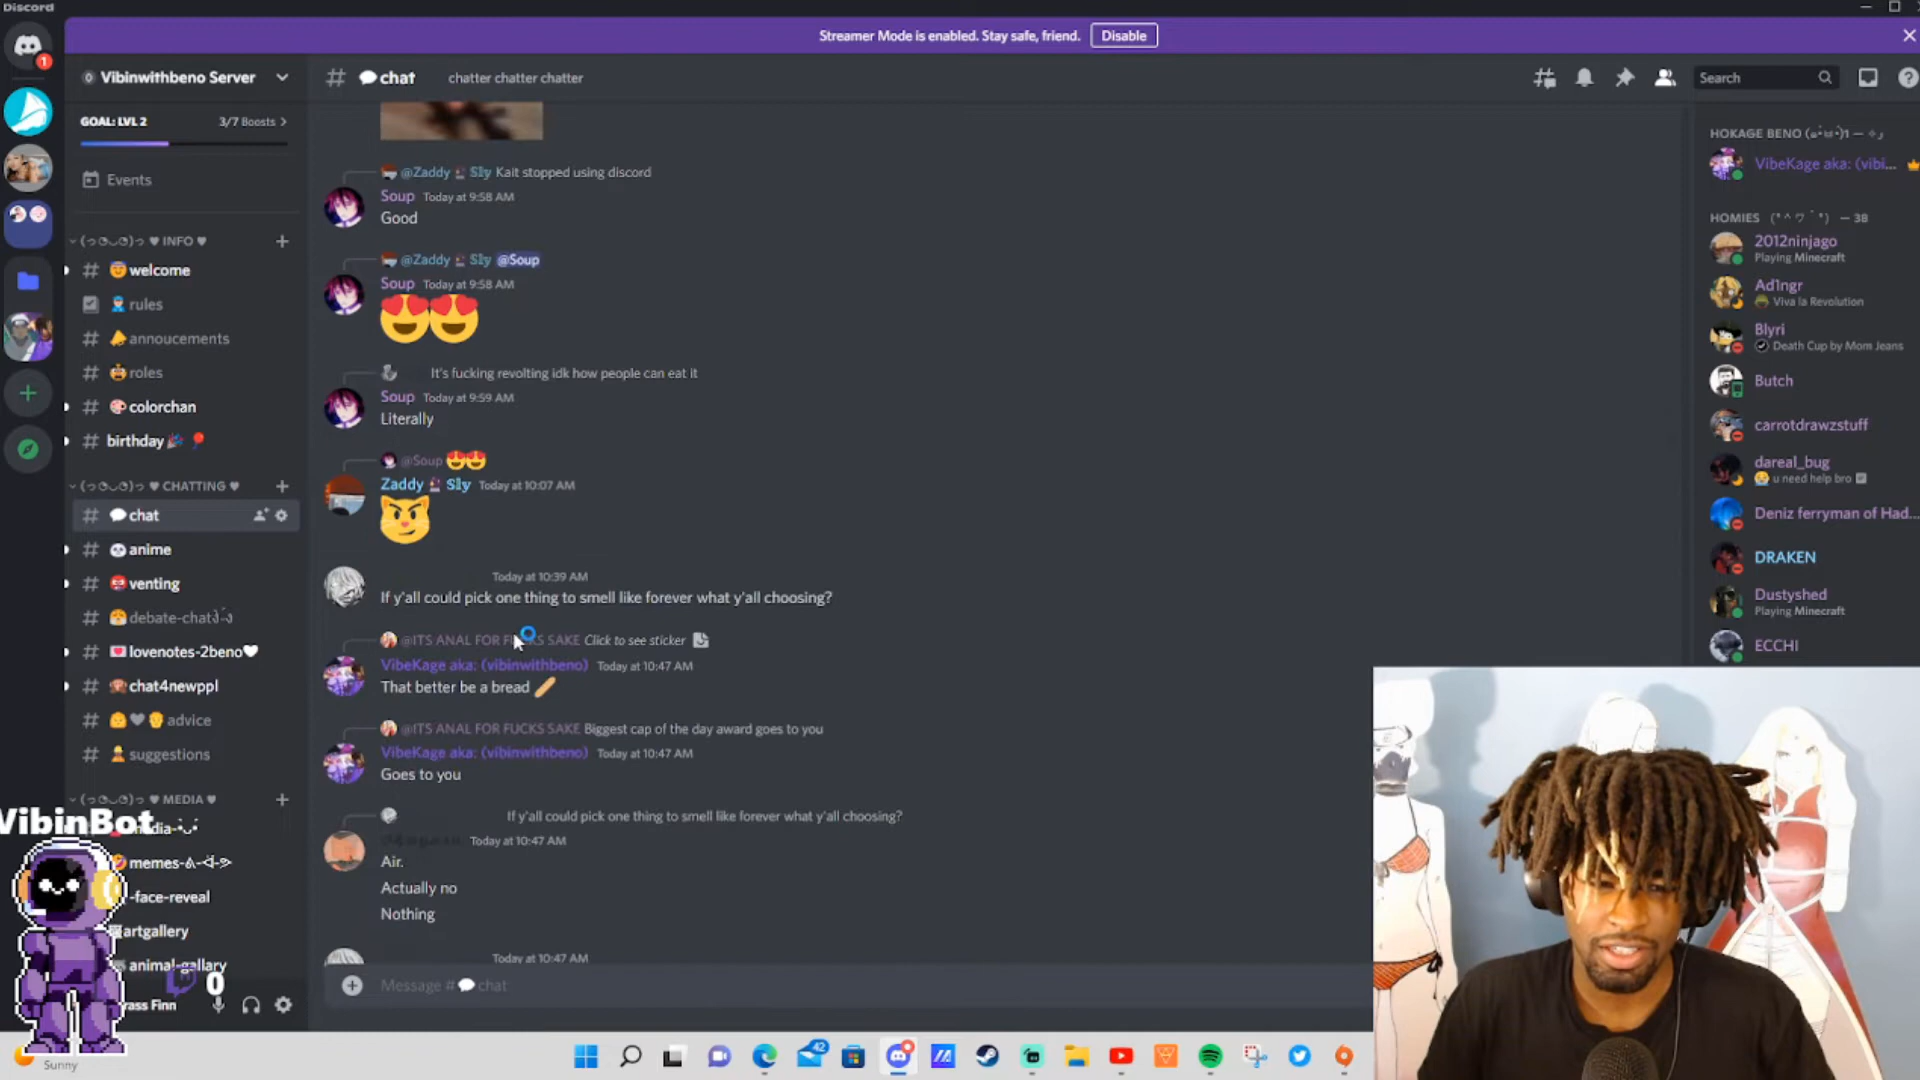 Discord
Streamer Mode is enabled. Stay safe, friend.
Disable
Vibinwithbeno Server
GOAL: LVL 2
3/7 Boosts
Events
INFO
welcome
rules
annoucements
roles
colorchan
birthday
CHATTING
chat
anime
venting
debate-chat
lovenotes-2beno
chat4newppl
advice
suggestions
MEDIA
VibinBot
memes
-face-reveal
artgallery
animal-gallary
rass Finn
0
Sunny
# chat
chatter chatter chatter
Search
@Zaddy Sly Kait stopped using discord
Soup Today at 9:58 AM
Good
@Zaddy Sly @Soup
Soup Today at 9:58 AM
It's fucking revolting idk how people can eat it
Soup Today at 9:59 AM
Literally
@Soup
Zaddy Sly Today at 10:07 AM
Today at 10:39 AM
If y'all could pick one thing to smell like forever what y'all choosing?
@ITS ANAL FOR FUCKS SAKE Click to see sticker
VibeKage aka: (vibinwithbeno) Today at 10:47 AM
That better be a bread
@ITS ANAL FOR FUCKS SAKE Biggest cap of the day award goes to you
VibeKage aka: (vibinwithbeno) Today at 10:47 AM
Goes to you
If y'all could pick one thing to smell like forever what y'all choosing?
Today at 10:47 AM
Air.
Actually no
Nothing
Today at 10:47 AM
Message # chat
HOKAGE BENO
VibeKage aka: (vibi...
HOMIES — 38
2012ninjago
Playing Minecraft
Ad1ngr
Viva la Revolution
Blyri
Death Cup by Mom Jeans
Butch
carrotdrawzstuff
dareal_bug
u need help bro
Deniz ferryman of Had...
DRAKEN
Dustyshed
Playing Minecraft
ECCHI
42